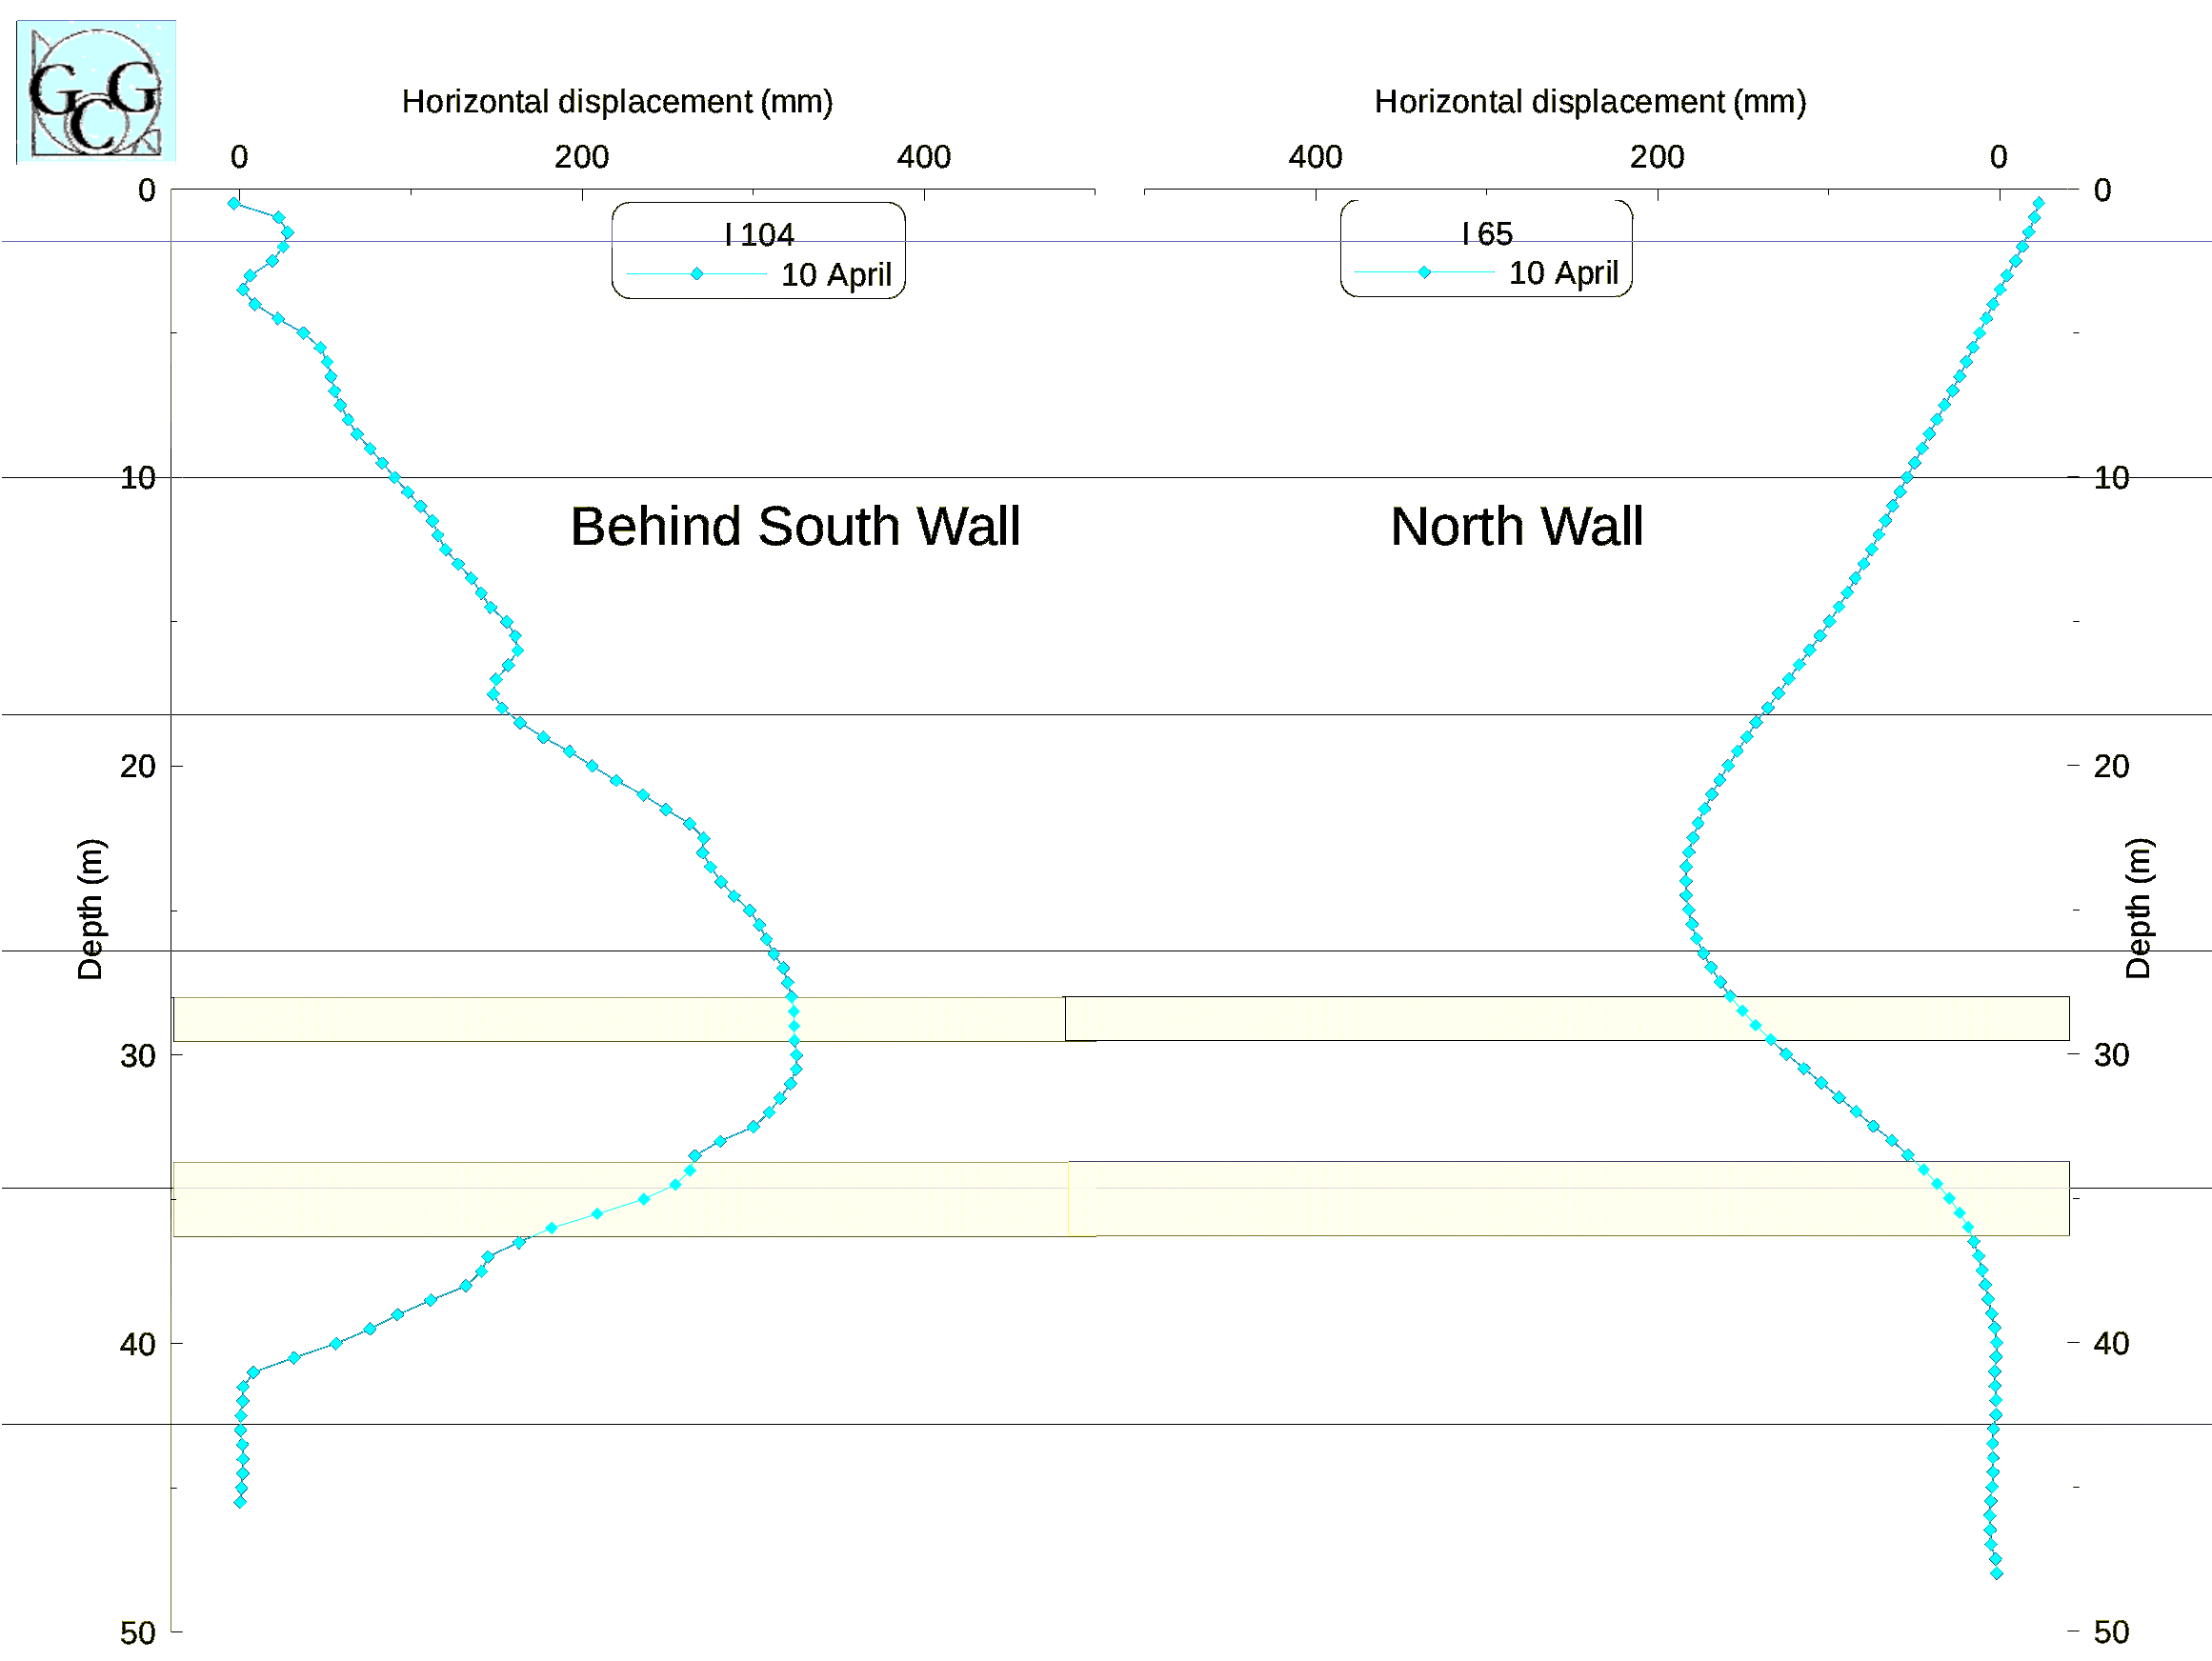 GCG
Horizontal displacement (mm)
Horizontal displacement (mm)
0 200 400
400 200 0
0
0
I 104
10 April
I 65
10 April
10
10
Behind South Wall
North Wall
20
20
Depth (m)
Depth (m)
30
30
40
40
50
50